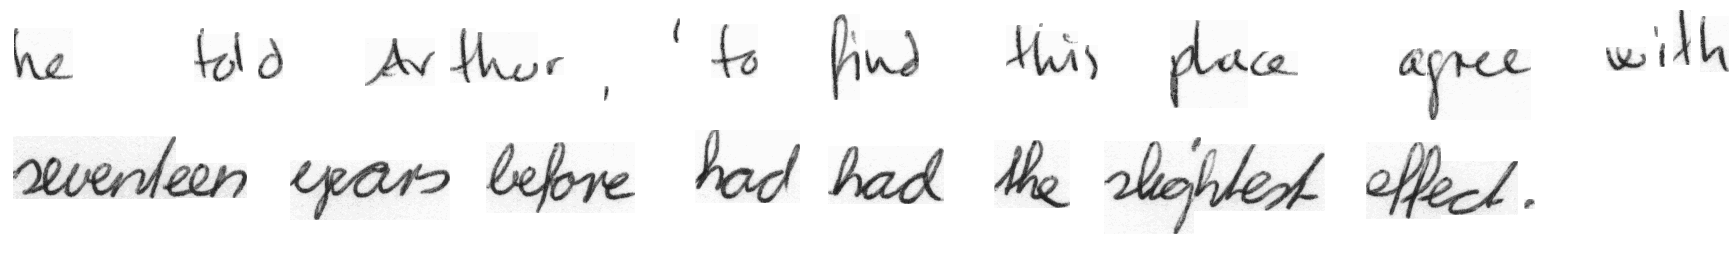 he told Arthur, 'to find this place agree with
seventeen years before had had the slightest effect.